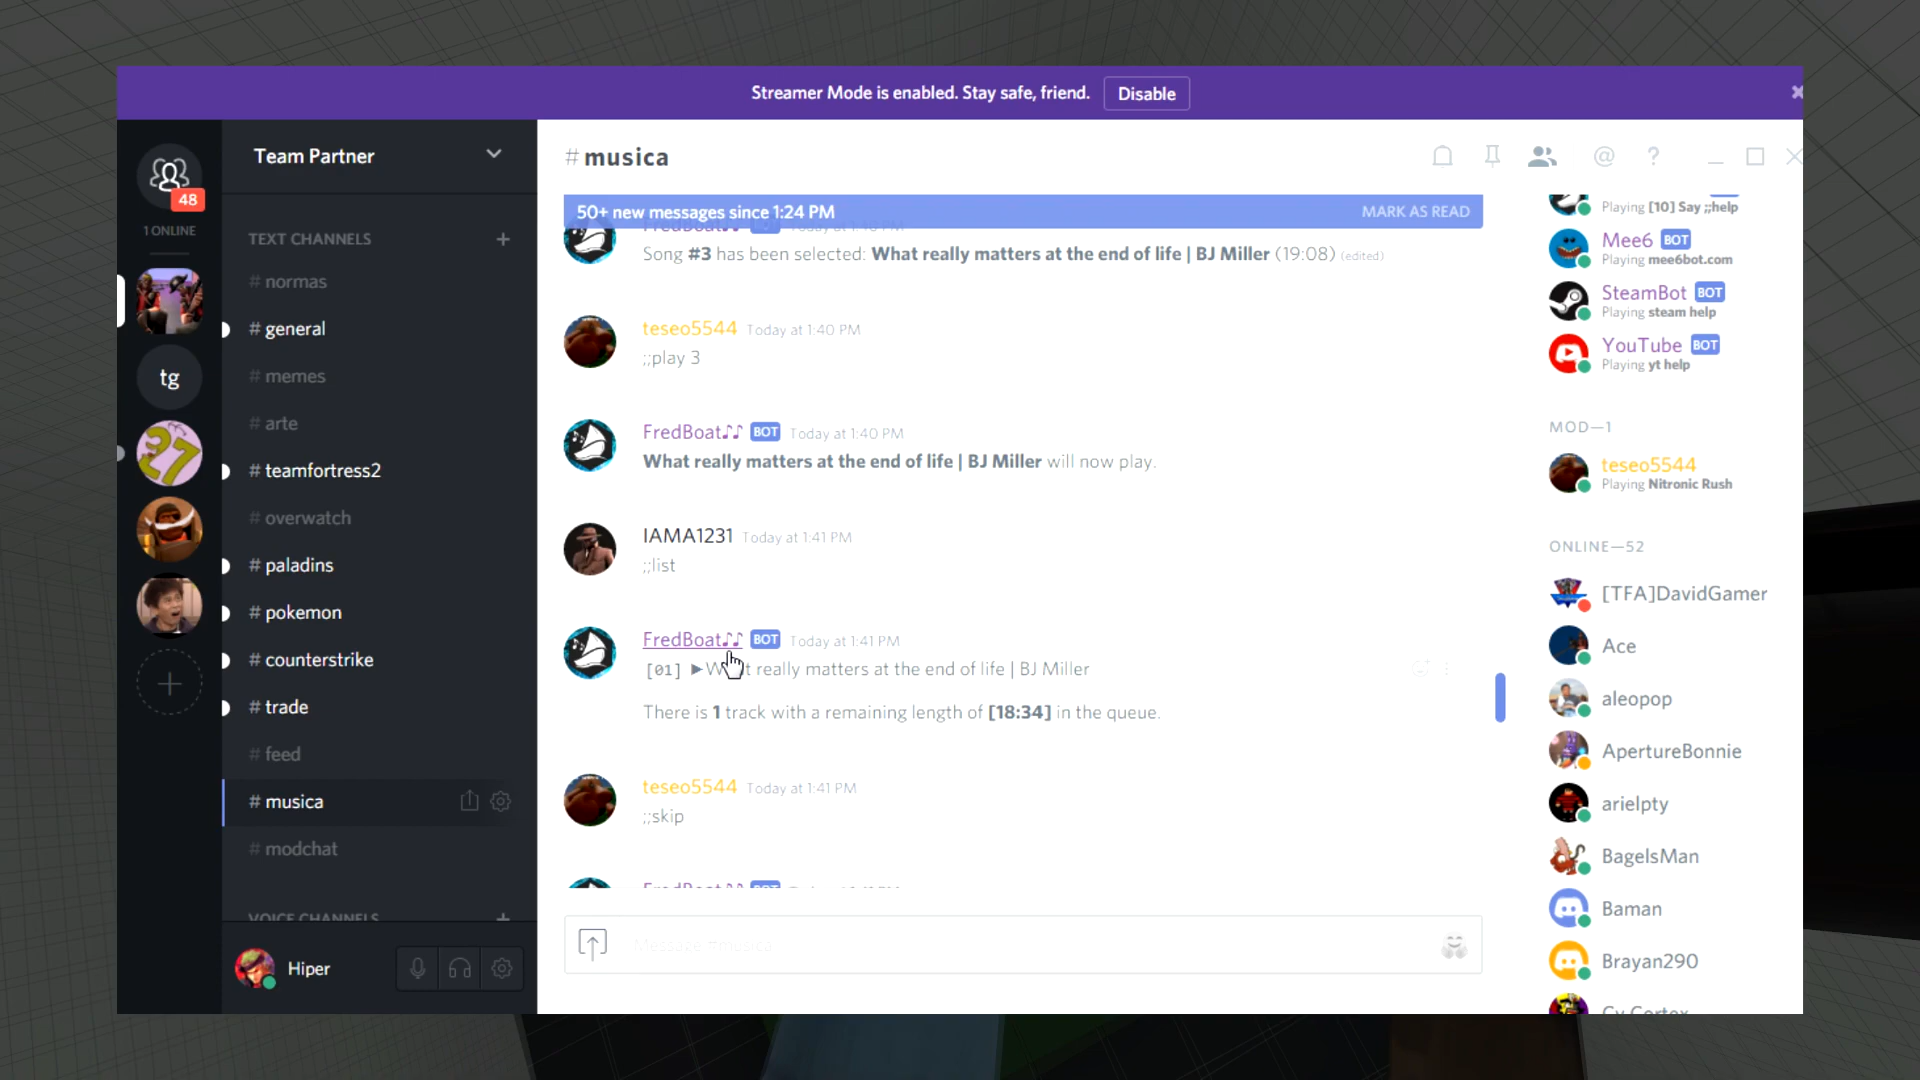 Streamer Mode is enabled. Stay safe, friend. Disable
48
1 ONLINE
tg
27
Team Partner
TEXT CHANNELS
# normas
# general
# memes
# arte
# teamfortress2
# overwatch
# paladins
# pokemon
# counterstrike
# trade
# feed
# musica
# modchat
VOICE CHANNELS
Hiper
# musica
50+ new messages since 1:24 PM MARK AS READ
Song #3 has been selected: What really matters at the end of life | BJ Miller (19:08) (edited)
teseo5544 Today at 1:40 PM
;;play 3
FredBoat♪♪ BOT Today at 1:40 PM
What really matters at the end of life | BJ Miller will now play.
IAMA1231 Today at 1:41 PM
;;list
FredBoat♪♪ BOT Today at 1:41 PM
[01] ▶What really matters at the end of life | BJ Miller
There is 1 track with a remaining length of [18:34] in the queue.
teseo5544 Today at 1:41 PM
;;skip
Message #musica
Playing [10] Say ;;help
Mee6 BOT
Playing mee6bot.com
SteamBot BOT
Playing steam help
YouTube BOT
Playing yt help
MOD—1
teseo5544
Playing Nitronic Rush
ONLINE—52
[TFA]DavidGamer
Ace
aleopop
ApertureBonnie
arielpty
BagelsMan
Baman
Brayan290